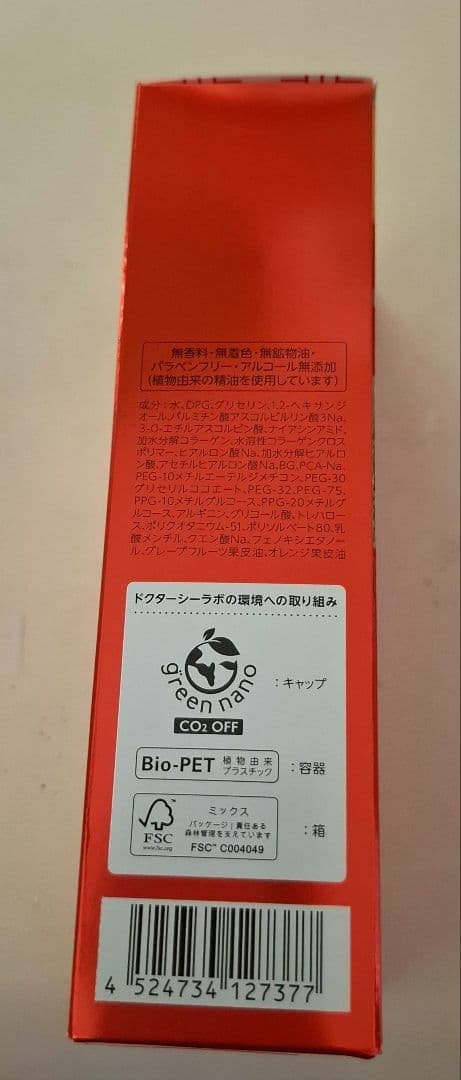 無香料・無着色・無鉱物油・
パラベンフリー・アルコール無添加
(植物由来の精油を使用しています)
成分:水、DPG、グリセリン、1,2-ヘキサンジ
オール、パルミチン酸アスコルビルリン酸3Na、
3-O-エチルアスコルビン酸、ナイアシンアミド、
加水分解コラーゲン、水溶性コラーゲンクロス
ポリマー、ヒアルロン酸Na、加水分解ヒアルロ
ン酸、アセチルヒアルロン酸Na、BG、PCA-Na、
PEG-10メチルエーテルジメチコン、PEG-30
グリセリルココエート、PEG-32、PEG-75、
PPG-10メチルグルコース、PPG-20メチルグ
ルコース、アルギニン、グリコール酸、トレハロー
ス、ポリクオタニウム-51、ポリソルベート80、乳
酸メンチル、クエン酸Na、フェノキシエタノー
ル、グレープフルーツ果皮油、オレンジ果皮油
ドクターシーラボの環境への取り組み
green nano
CO2 OFF
:キャップ
Bio-PET 植物由来プラスチック :容器
FSC
www.fsc.org
ミックス
パッケージ|責任ある
森林管理を支えています
FSC™ C004049
:箱
4 524734 127377